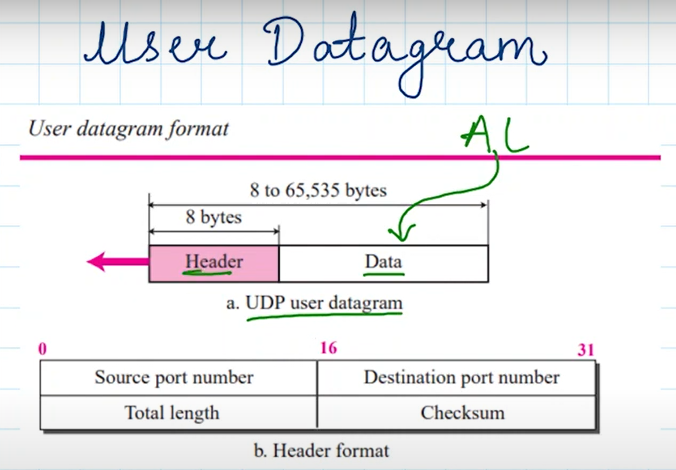 User Datagram
User datagram format
A.L
8 to 65,535 bytes
8 bytes
Header Data
a. UDP user datagram
0 16 31
Source port number Destination port number
Total length Checksum
b. Header format